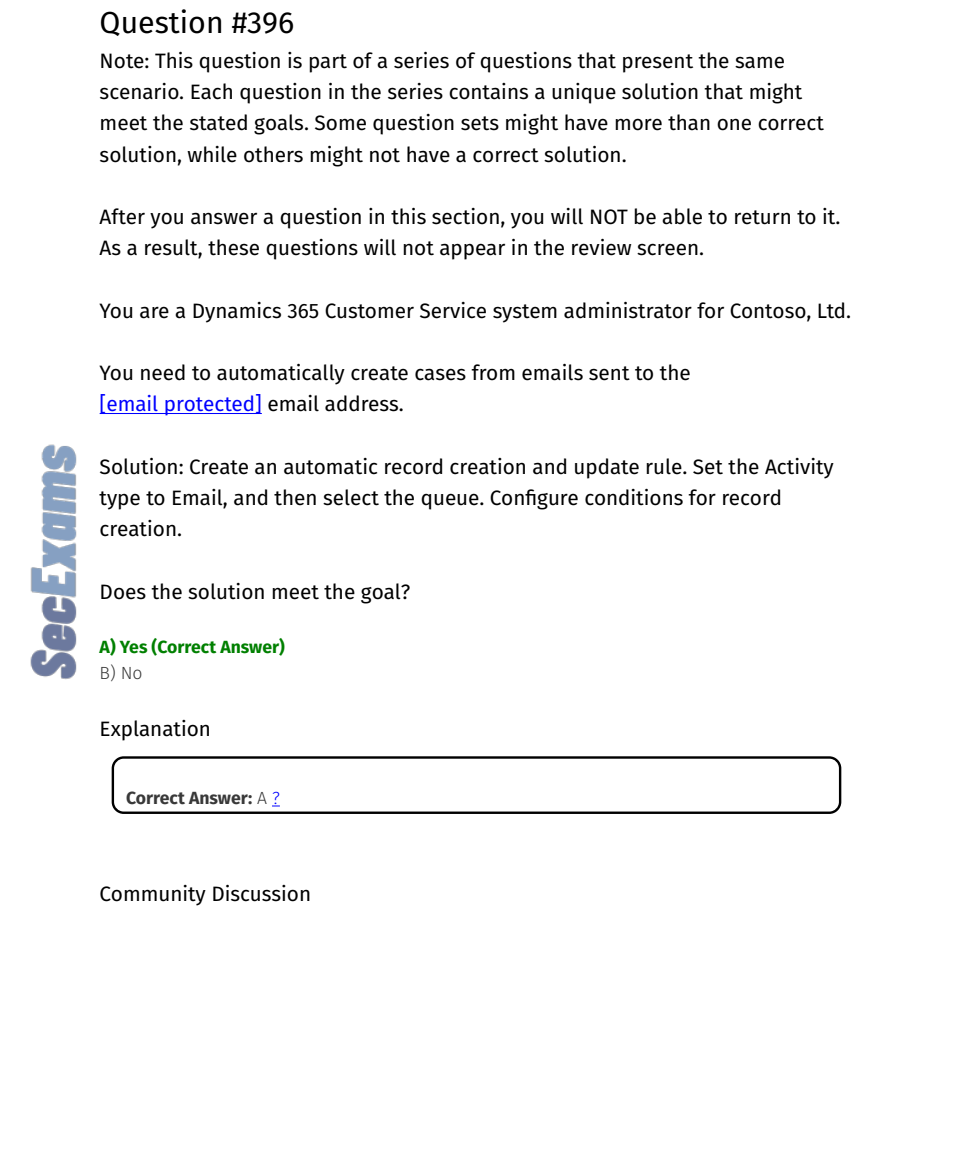 Question #396
Note: This question is part of a series of questions that present the same
scenario. Each question in the series contains a unique solution that might
meet the stated goals. Some question sets might have more than one correct
solution, while others might not have a correct solution.
After you answer a question in this section, you will NOT be able to return to it.
As a result, these questions will not appear in the review screen.
You are a Dynamics 365 Customer Service system administrator for Contoso, Ltd.
You need to automatically create cases from emails sent to the
[email protected] email address.
Solution: Create an automatic record creation and update rule. Set the Activity
type to Email, and then select the queue. Configure conditions for record
creation.
Does the solution meet the goal?
A) Yes (Correct Answer)
B) No
Explanation
Correct Answer: A ?
Community Discussion
SecExams